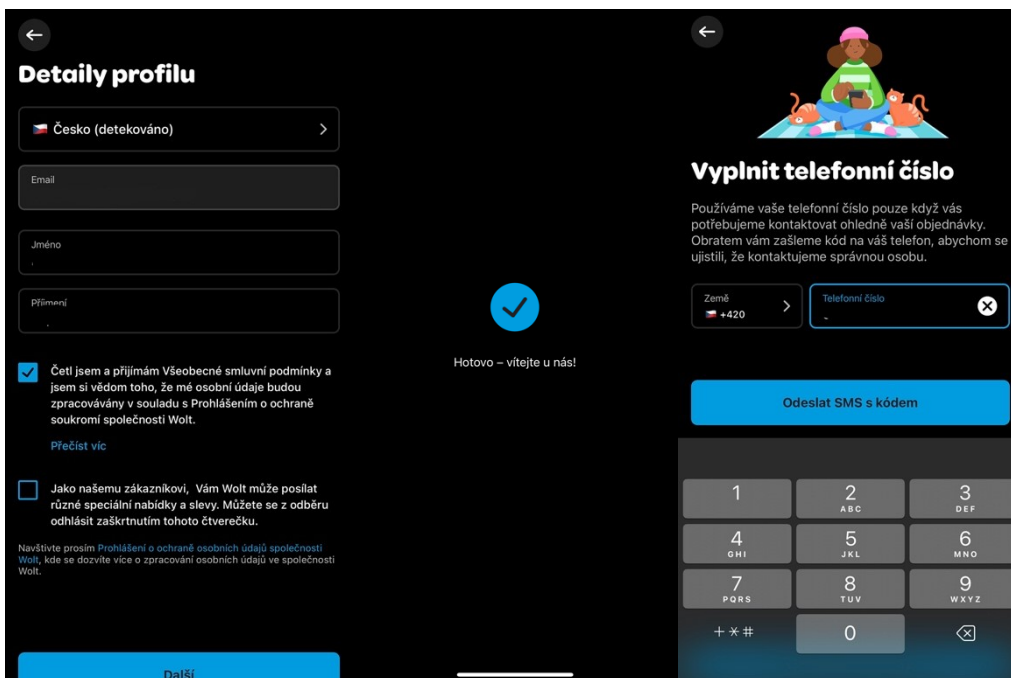 Detaily profilu
Česko (detekováno)
Email
Jméno
Příjmení
Četl jsem a přijímám Všeobecné smluvní podmínky a
jsem si vědom toho, že mé osobní údaje budou
zpracovávány v souladu s Prohlášením o ochraně
soukromí společnosti Wolt.
Přečíst víc
Jako našemu zákazníkovi, Vám Wolt může posílat
různé speciální nabídky a slevy. Můžete se z odběru
odhlásit zaškrtnutím tohoto čtverečku.
Navštivte prosím Prohlášení o ochraně osobních údajů společnosti
Wolt, kde se dozvíte více o zpracování osobních údajů ve společnosti
Wolt.
Další
Hotovo – vítejte u nás!
Vyplnit telefonní číslo
Používáme vaše telefonní číslo pouze když vás
potřebujeme kontaktovat ohledně vaší objednávky.
Obratem vám zašleme kód na váš telefon, abychom se
ujistili, že kontaktujeme správnou osobu.
Země
+420
Telefonní číslo
Odeslat SMS s kódem
1
2
ABC
3
DEF
4
GHI
5
JKL
6
MNO
7
PQRS
8
TUV
9
WXYZ
+*#
0